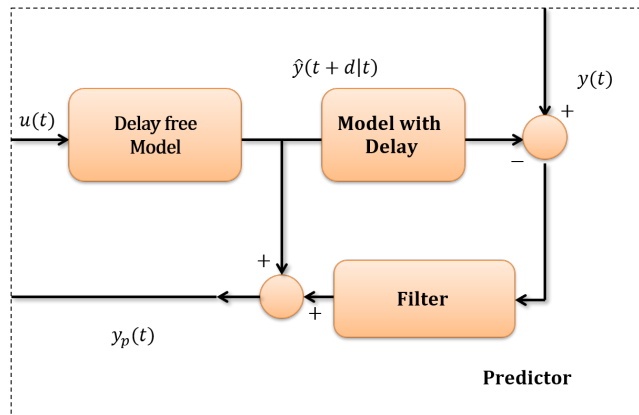 ŷ(t + d|t)
y(t)
u(t)
Delay free
Model
Model with
Delay
+
−
+
+
Filter
y_p(t)
Predictor